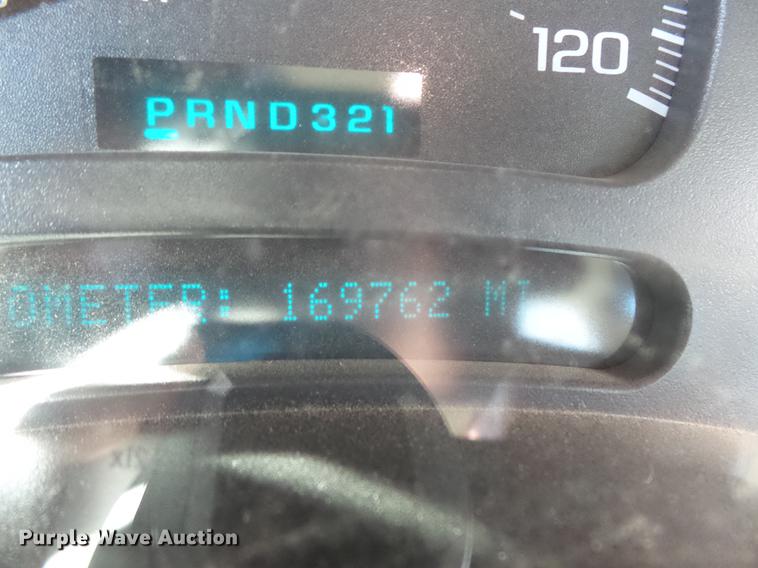 120
PRND321
OMETER: 169762 MI
Purple Wave Auction